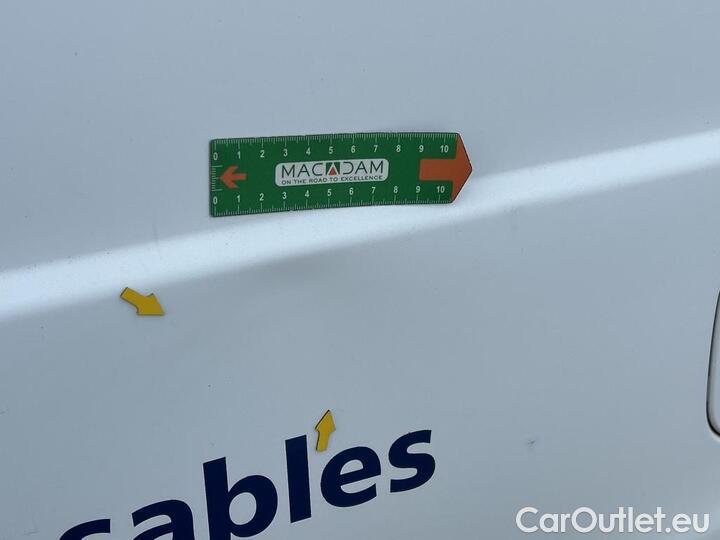 0 1 2 3 4 5 6 7 8 9 10
MACADAM
ON THE ROAD TO EXCELLENCE
0 1 2 3 4 5 6 7 8 9 10
sables
CarOutlet.eu